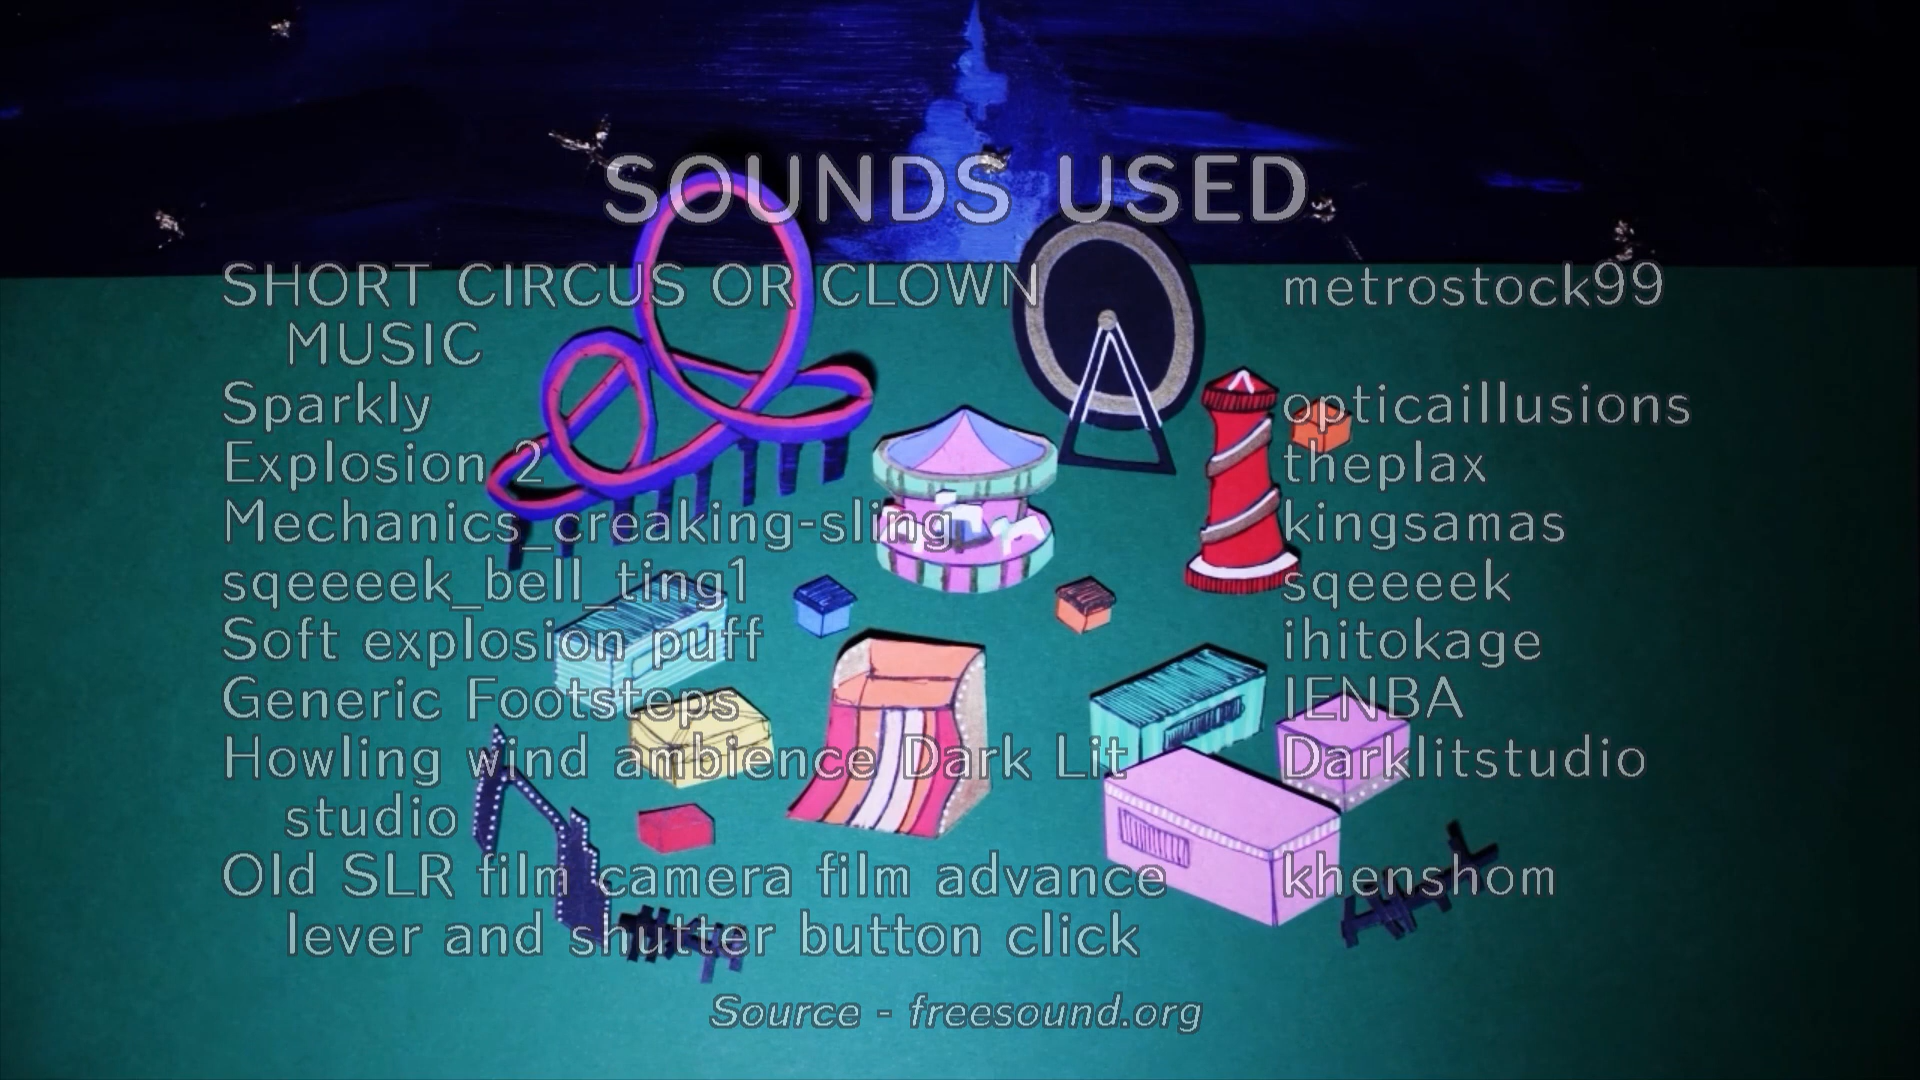 SOUNDS USED
SHORT CIRCUS OR CLOWN metrostock99
MUSIC
Sparkly opticaillusions
Explosion 2 theplax
Mechanics_creaking-sling kingsamas
sqeeeek_bell_ting1 sqeeeek
Soft explosion puff ihitokage
Generic Footsteps IENBA
Howling wind ambience Dark Lit Darklitstudio
studio
Old SLR film camera film advance khenshom
lever and shutter button click
Source - freesound.org